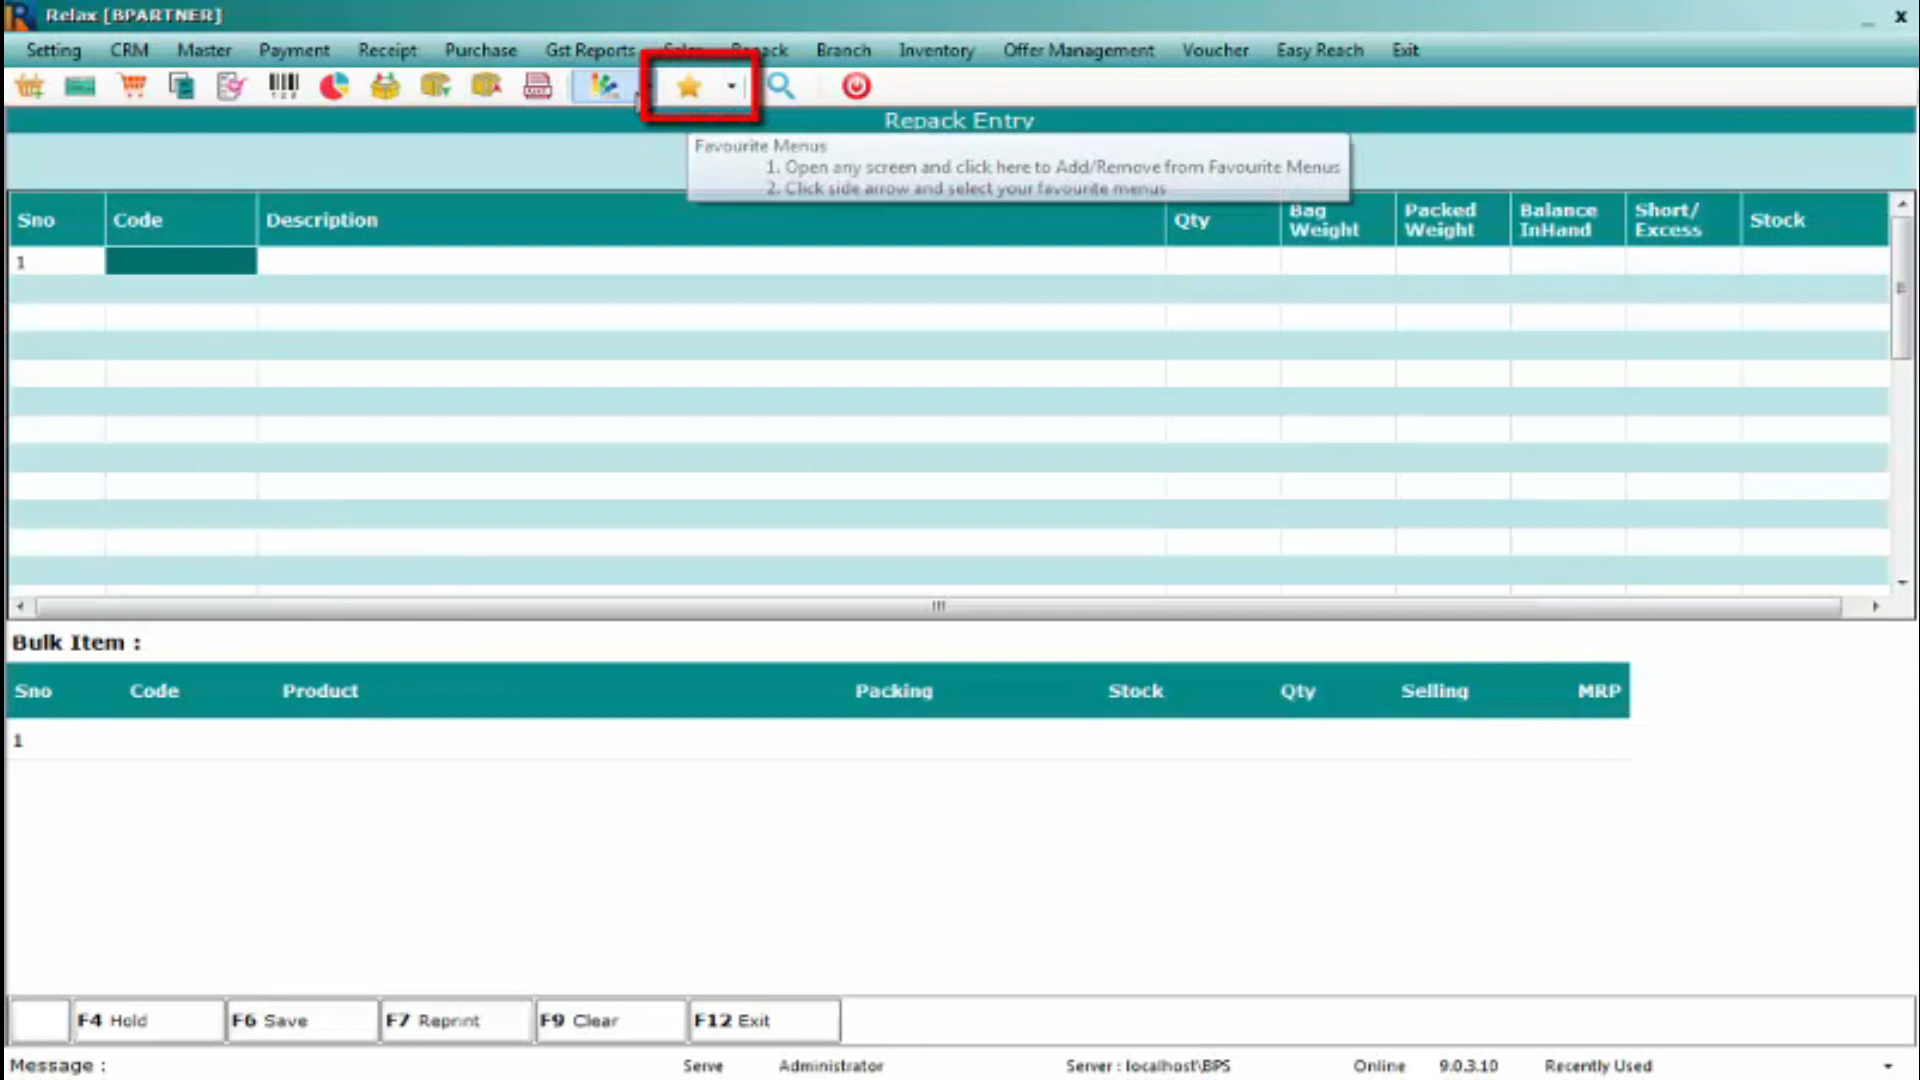 Relax [BPARTNER]
Setting CRM Master Payment Receipt Purchase Gst Reports Sales Repack Branch Inventory Offer Management Voucher Easy Reach Exit
Repack Entry
Favourite Menus
1. Open any screen and click here to Add/Remove from Favourite Menus
2. Click side arrow and select your favourite menus
Sno Code Description Qty Bag Weight Packed Weight Balance InHand Short/ Excess Stock
1
Bulk Item :
Sno Code Product Packing Stock Qty Selling MRP
1
F4 Hold F6 Save F7 Reprint F9 Clear F12 Exit
Message : Serve Administrator Server : localhost\BPS Online 9.0.3.10 Recently Used